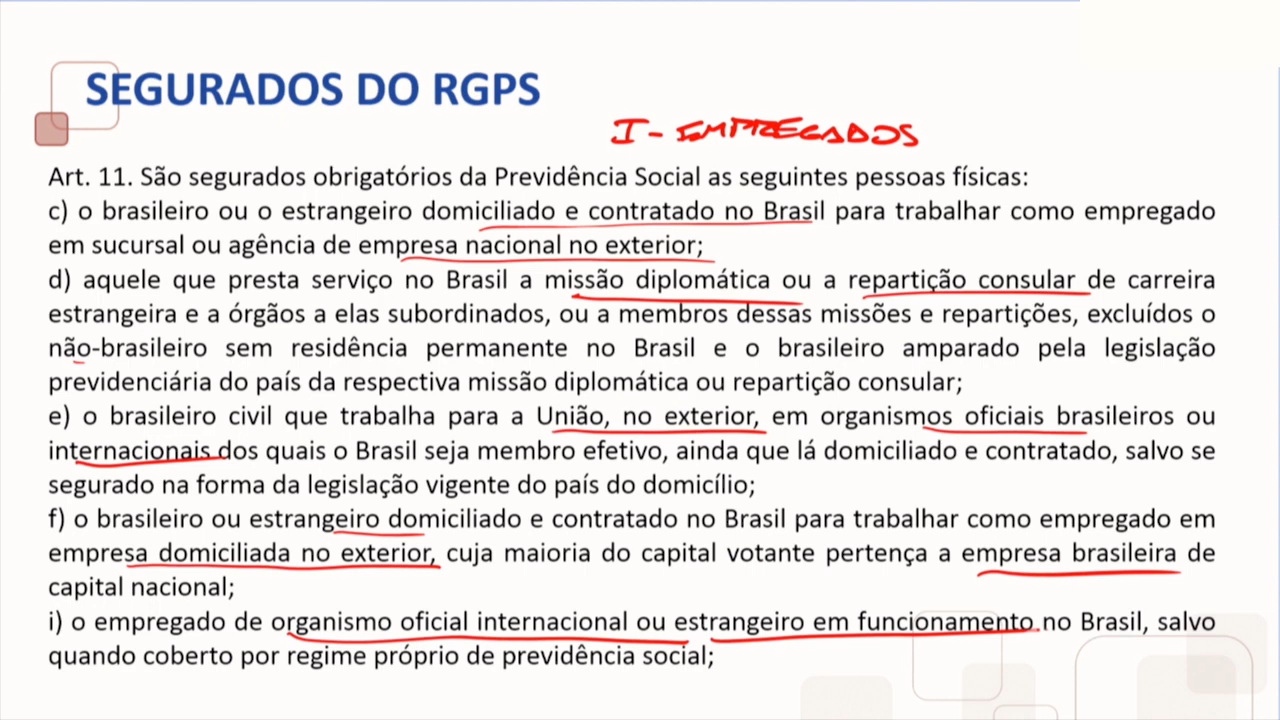 SEGURADOS DO RGPS
I - EMPREGADOS
Art. 11. São segurados obrigatórios da Previdência Social as seguintes pessoas físicas:
c) o brasileiro ou o estrangeiro domiciliado e contratado no Brasil para trabalhar como empregado
em sucursal ou agência de empresa nacional no exterior;
d) aquele que presta serviço no Brasil a missão diplomática ou a repartição consular de carreira
estrangeira e a órgãos a elas subordinados, ou a membros dessas missões e repartições, excluídos o
não-brasileiro sem residência permanente no Brasil e o brasileiro amparado pela legislação
previdenciária do país da respectiva missão diplomática ou repartição consular;
e) o brasileiro civil que trabalha para a União, no exterior, em organismos oficiais brasileiros ou
internacionais dos quais o Brasil seja membro efetivo, ainda que lá domiciliado e contratado, salvo se
segurado na forma da legislação vigente do país do domicílio;
f) o brasileiro ou estrangeiro domiciliado e contratado no Brasil para trabalhar como empregado em
empresa domiciliada no exterior, cuja maioria do capital votante pertença a empresa brasileira de
capital nacional;
i) o empregado de organismo oficial internacional ou estrangeiro em funcionamento no Brasil, salvo
quando coberto por regime próprio de previdência social;